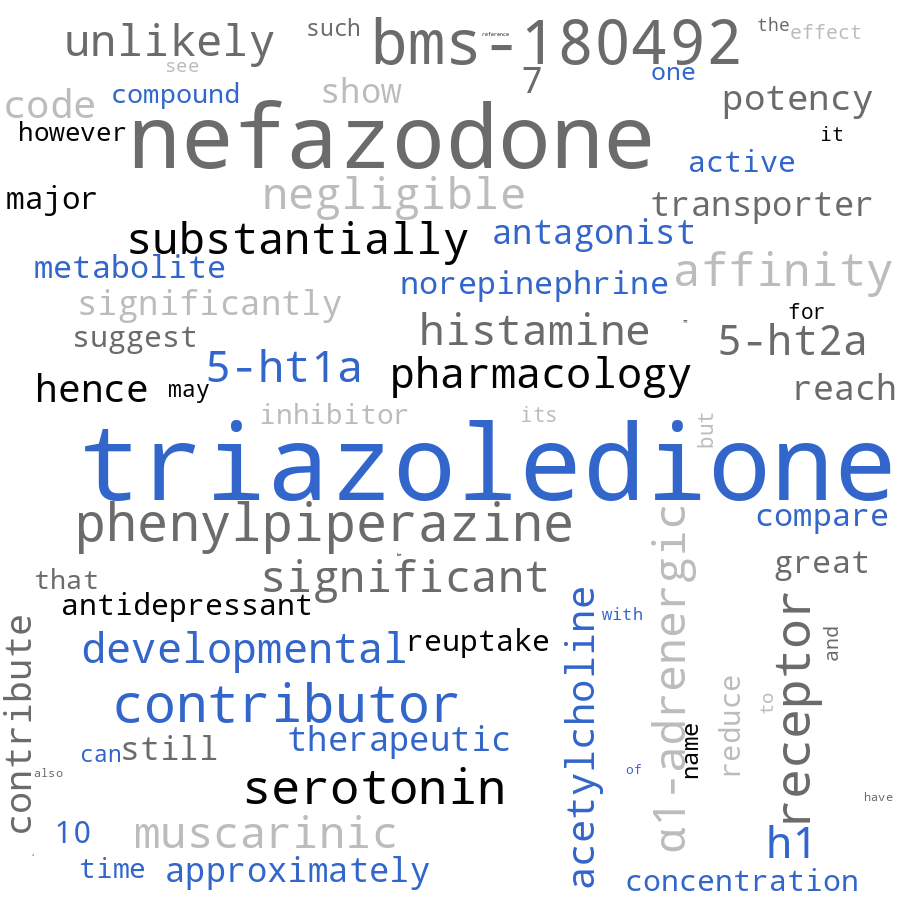 unlikely such bms-180492 the effect
reference
see 7 one
code compound show potency
however nefazodone it
active
major negligible transporter
substantially antagonist
metabolite norepinephrine affinity
significantly for
suggest histamine 5-ht2a
5-ht1a pharmacology
hence may reach
inhibitor its but
triazoledione
phenylpiperazine compare
significant great
that
antidepressant with
developmental reuptake and
contributor
therapeutic
can still
also
serotonin of have
10 muscarinic h1
time approximately concentration
contribute
acetylcholine
α1-adrenergic
name
reduce
to
receptor